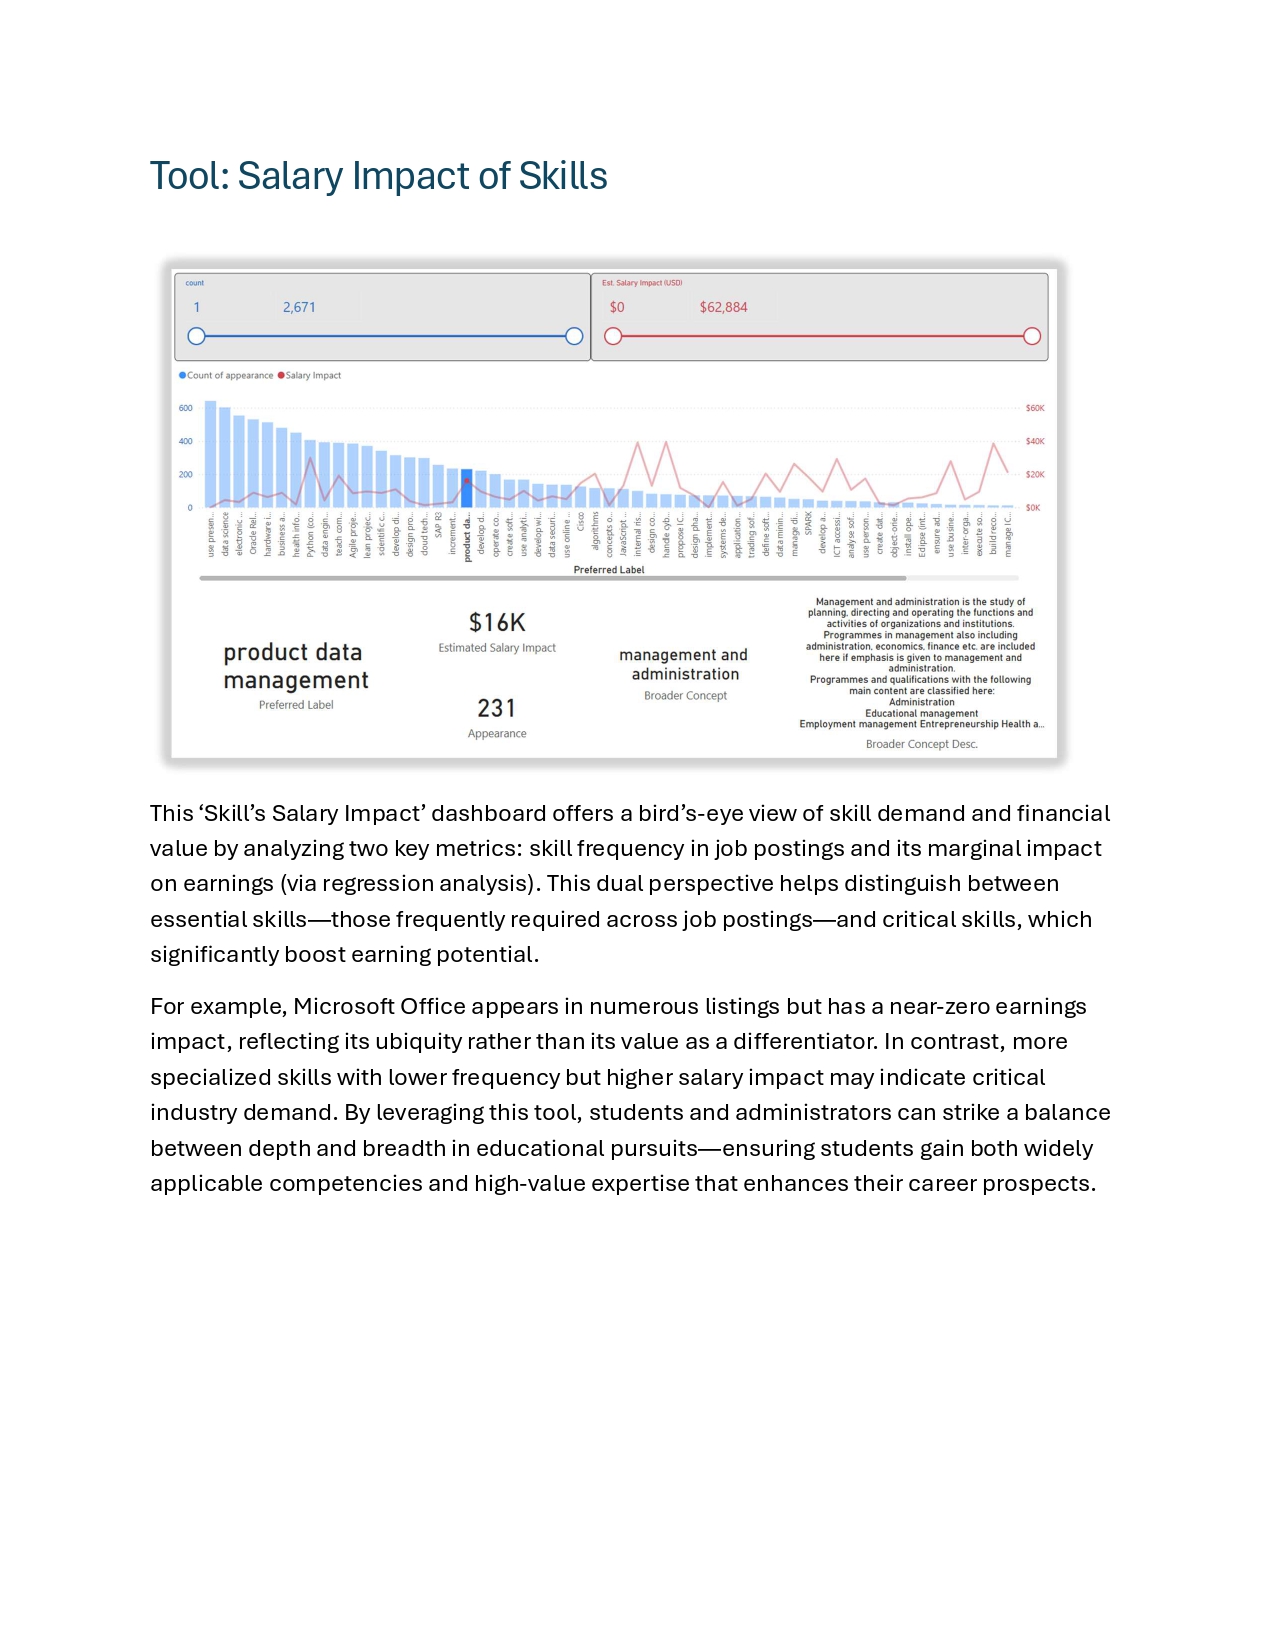 Tool: Salary Impact of Skills
count
1 2,671
Est. Salary Impact (USD)
$0 $62,884
Count of appearance Salary Impact
600
400
200
0
$60K
$40K
$20K
$0K
use presen...
data science
electronic ...
Oracle Rel...
hardware i...
business a...
health info...
Python (co...
data engin...
teach com...
Agile proje...
lean projec...
scientific c...
develop di...
design pro...
cloud tech...
SAP R3
increment...
product da...
develop d...
operate co...
create soft...
use analyti...
develop wi...
data securi...
use online ...
Cisco
algorithms
concepts o...
JavaScript ...
internal ris...
design co...
handle cyb...
propose IC...
design pha...
implement...
systems de...
application...
trading sof...
define soft...
data minin...
manage di...
SPARK
develop a...
ICT accessi...
analyse sof...
use person...
create dat...
object-orie...
install ope...
Eclipse (int...
ensure ad...
use busine...
inter-orga...
execute so...
build reco...
manage IC...
Preferred Label
product data
management
Preferred Label
$16K
Estimated Salary Impact
231
Appearance
management and
administration
Broader Concept
Management and administration is the study of
planning, directing and operating the functions and
activities of organizations and institutions.
Programmes in management also including
administration, economics, finance etc. are included
here if emphasis is given to management and
administration.
Programmes and qualifications with the following
main content are classified here:
Administration
Educational management
Employment management Entrepreneurship Health a...
Broader Concept Desc.
This ‘Skill’s Salary Impact’ dashboard offers a bird’s-eye view of skill demand and financial
value by analyzing two key metrics: skill frequency in job postings and its marginal impact
on earnings (via regression analysis). This dual perspective helps distinguish between
essential skills—those frequently required across job postings—and critical skills, which
significantly boost earning potential.
For example, Microsoft Office appears in numerous listings but has a near-zero earnings
impact, reflecting its ubiquity rather than its value as a differentiator. In contrast, more
specialized skills with lower frequency but higher salary impact may indicate critical
industry demand. By leveraging this tool, students and administrators can strike a balance
between depth and breadth in educational pursuits—ensuring students gain both widely
applicable competencies and high-value expertise that enhances their career prospects.